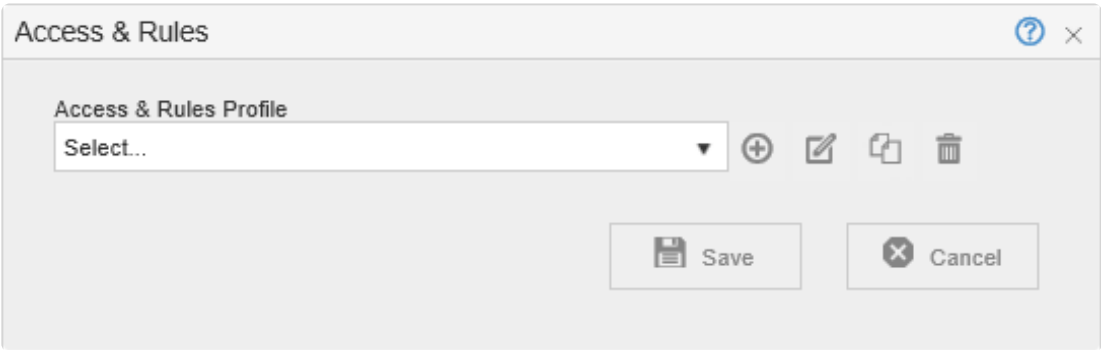 Access & Rules
Access & Rules Profile
Select...
Save
Cancel